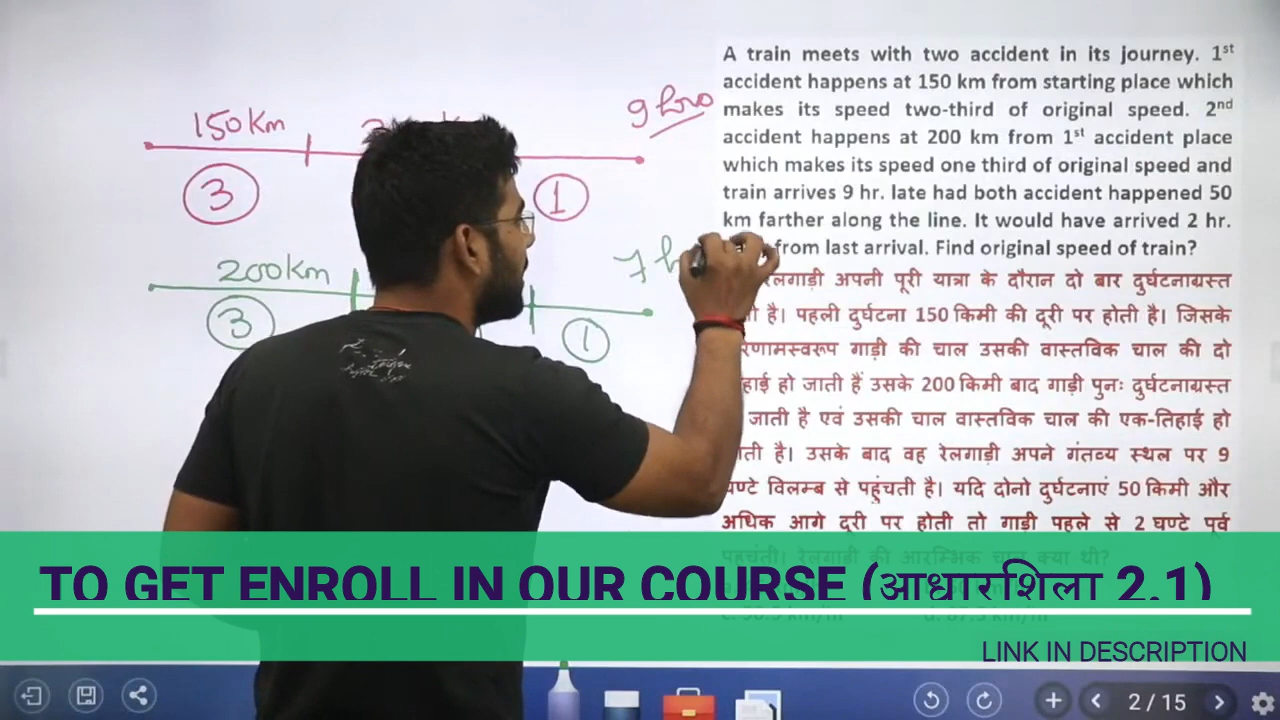 150 Km
9 hrs
3
1
200 km
7 h
3
1
A train meets with two accident in its journey. 1st
accident happens at 150 km from starting place which
makes its speed two-third of original speed. 2nd
accident happens at 200 km from 1st accident place
which makes its speed one third of original speed and
train arrives 9 hr. late had both accident happened 50
km farther along the line. It would have arrived 2 hr.
from last arrival. Find original speed of train?
रेलगाड़ी अपनी पूरी यात्रा के दौरान दो बार दुर्घटनाग्रस्त
है। पहली दुर्घटना 150 किमी की दूरी पर होती है। जिसके
गाड़ी की चाल उसकी वास्तविक चाल की दो
हो जाती हैं उसके 200 किमी बाद गाड़ी पुनः दुर्घटनाग्रस्त
जाती है एवं उसकी चाल वास्तविक चाल की एक-तिहाई हो
है। उसके बाद वह रेलगाड़ी अपने गंतव्य स्थल पर 9
घण्टे विलम्ब से पहुंचती है। यदि दोनो दुर्घटनाएं 50 किमी और
अधिक आगे दूरी पर होती तो गाड़ी पहले से 2 घण्टे पूर्व
पहचंती। रेलगाड़ी की आरम्भिक चाल क्या थी?
TO GET ENROLL IN OUR COURSE (आधारशिला 2.1)
LINK IN DESCRIPTION
2 / 15